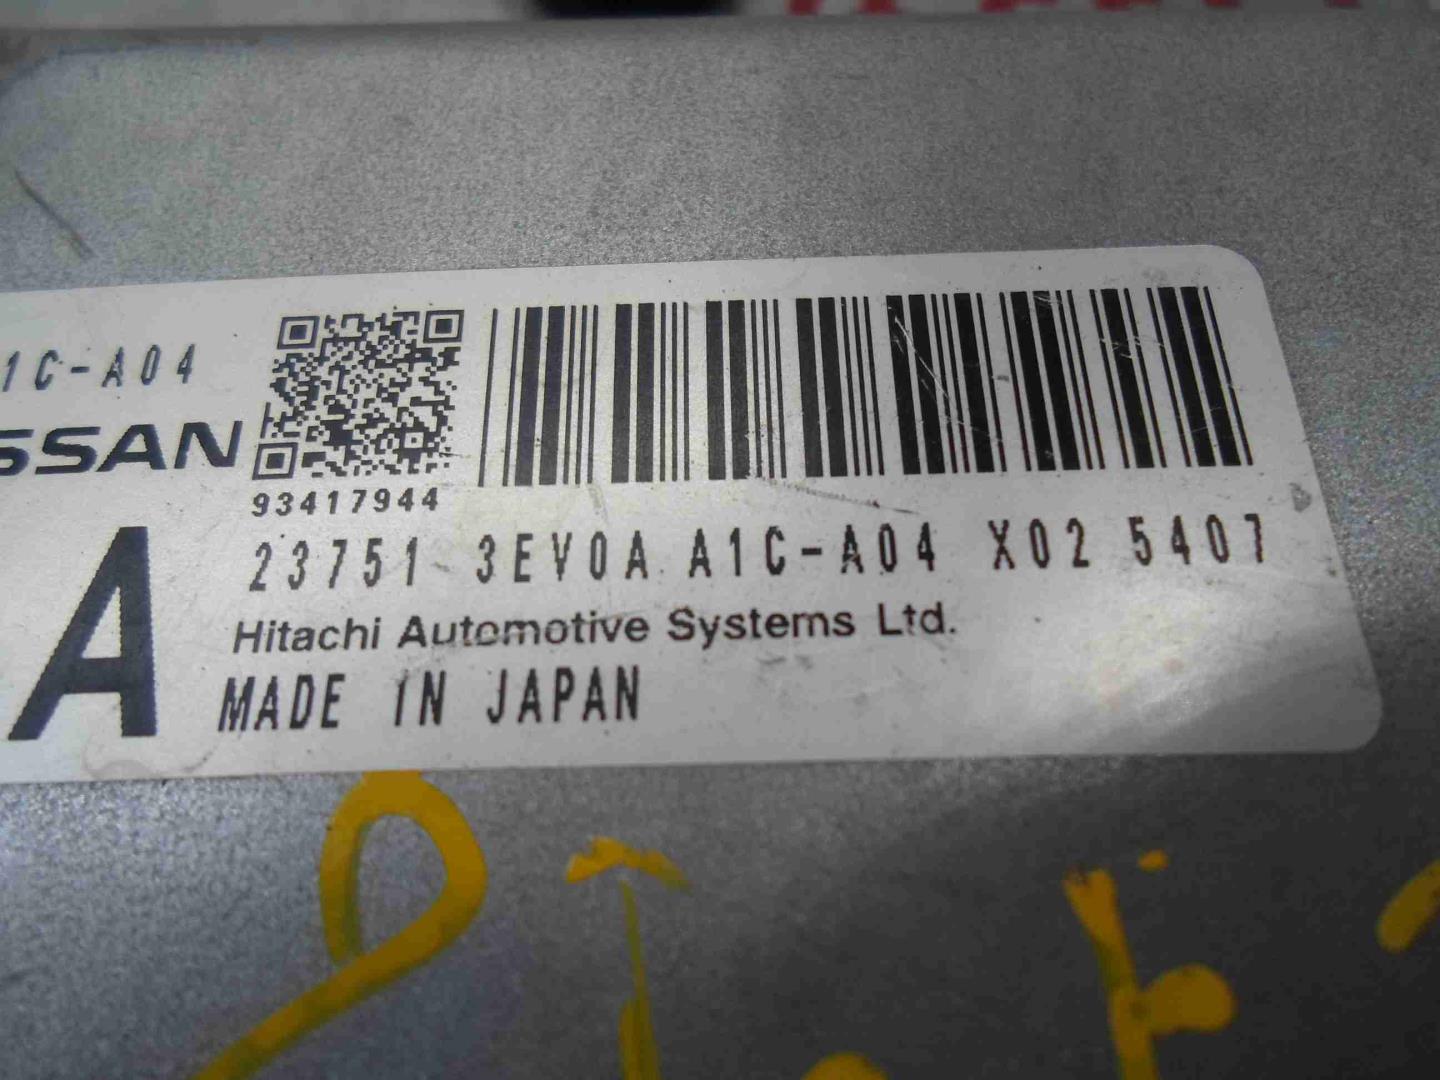 1C-A04
SSAN
93417944
A
23751 3EV0A A1C-A04 X02 5407
Hitachi Automotive Systems Ltd.
MADE IN JAPAN